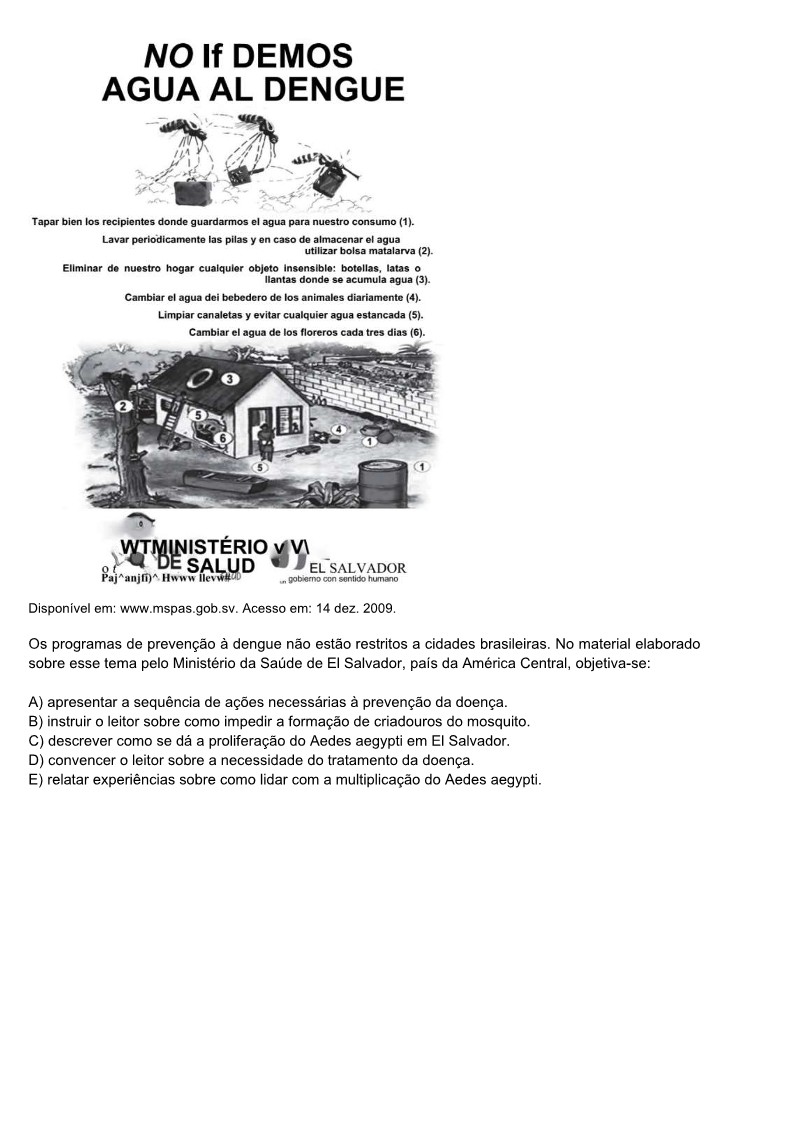 NO If DEMOS
AGUA AL DENGUE
Tapar bien los recipientes donde guardarmos el agua para nuestro consumo (1).
Lavar periodicamente las pilas y en caso de almacenar el agua
utilizar bolsa matalarva (2).
Eliminar de nuestro hogar cualquier objeto insensible: botellas, latas o
llantas donde se acumula agua (3).
Cambiar el agua dei bebedero de los animales diariamente (4).
Limpiar canaletas y evitar cualquier agua estancada (5).
Cambiar el agua de los floreros cada tres dias (6).
3
2
5
6
4
1
5
1
WTMINISTÉRIO v V\
DE SALUD
EL SALVADOR
Paj^anjfi)^ Hwww llevw#
gobierno con sentido humano
Disponível em: www.mspas.gob.sv. Acesso em: 14 dez. 2009.
Os programas de prevenção à dengue não estão restritos a cidades brasileiras. No material elaborado
sobre esse tema pelo Ministério da Saúde de El Salvador, país da América Central, objetiva-se:
A) apresentar a sequência de ações necessárias à prevenção da doença.
B) instruir o leitor sobre como impedir a formação de criadouros do mosquito.
C) descrever como se dá a proliferação do Aedes aegypti em El Salvador.
D) convencer o leitor sobre a necessidade do tratamento da doença.
E) relatar experiências sobre como lidar com a multiplicação do Aedes aegypti.